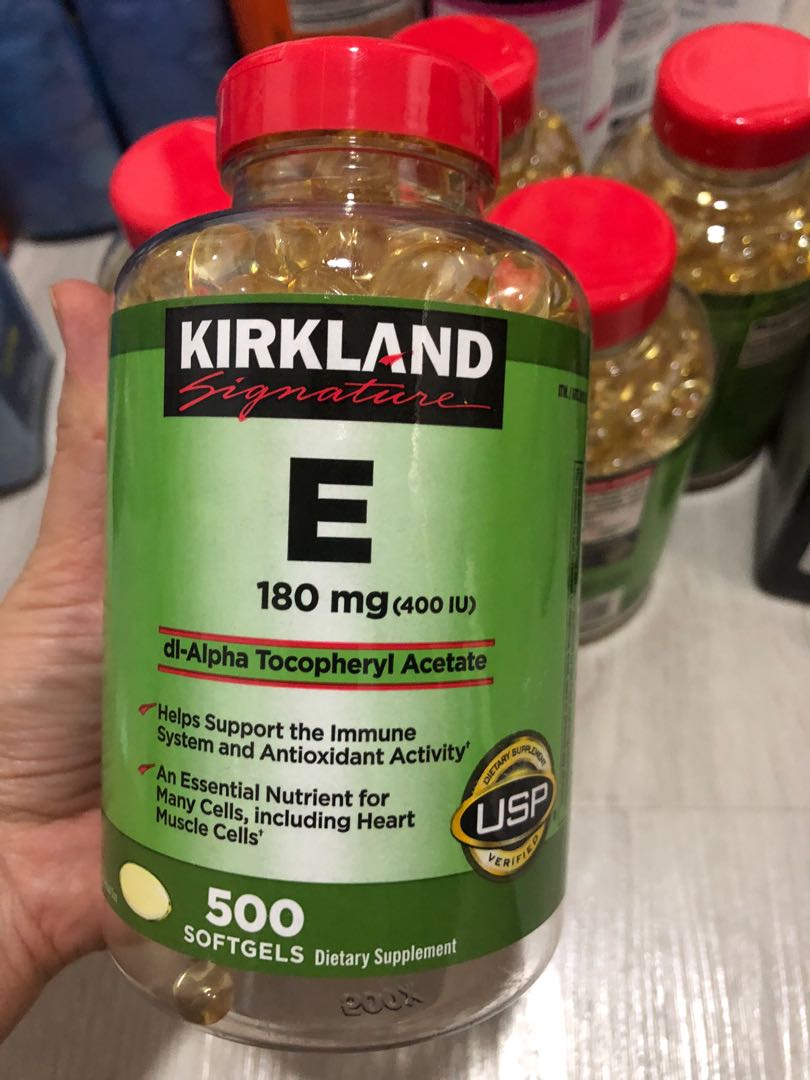 KIRKLAND
Signature
E
180 mg (400 IU)
dl-Alpha Tocopheryl Acetate
Helps Support the Immune
System and Antioxidant Activity†
An Essential Nutrient for
Many Cells, including Heart
Muscle Cells†
DIETARY SUPPLEMENT
USP
VERIFIED
500
SOFTGELS Dietary Supplement